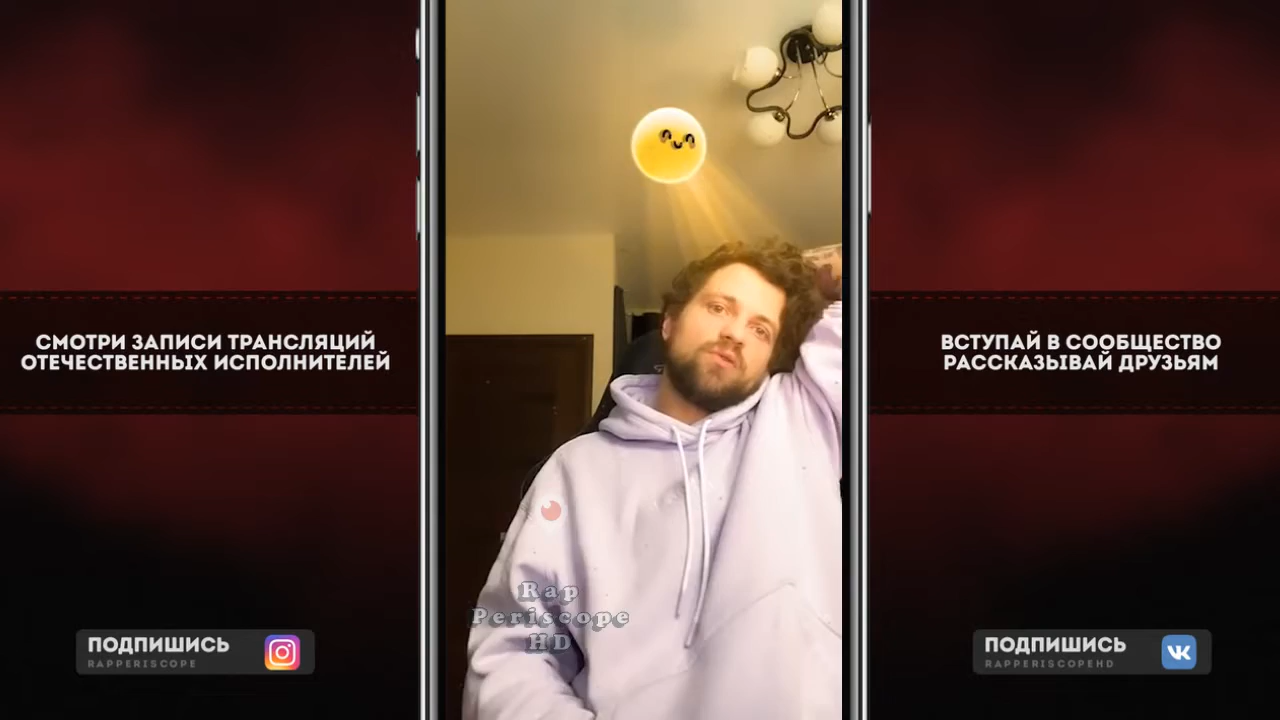 СМОТРИ ЗАПИСИ ТРАНСЛЯЦИЙ
ОТЕЧЕСТВЕННЫХ ИСПОЛНИТЕЛЕЙ
ПОДПИШИСЬ
RAPPERISCOPE
Rap
Periscope
HD
ВСТУПАЙ В СООБЩЕСТВО
РАССКАЗЫВАЙ ДРУЗЬЯМ
ПОДПИШИСЬ
RAPPERISCOPEHD